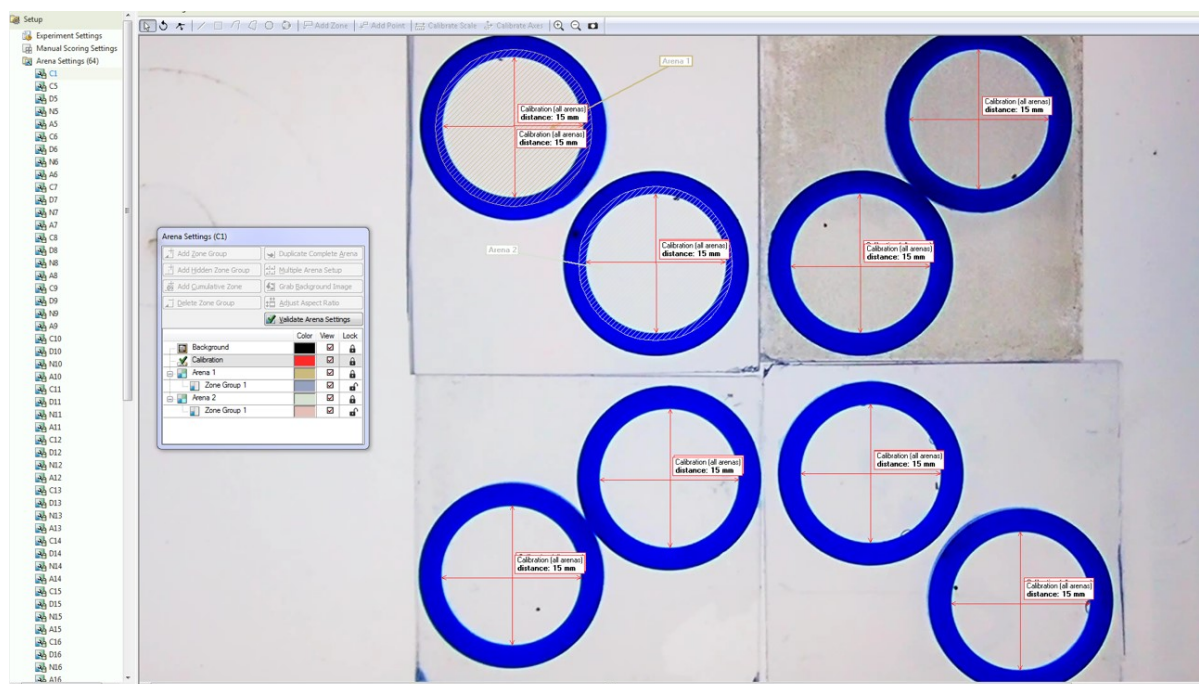 Setup
Experiment Settings
Manual Scoring Settings
Arena Settings (64)
C1
C5
D5
N5
A5
C6
D6
N6
A6
C7
D7
N7
A7
C8
D8
N8
A8
C9
D9
N9
A9
C10
D10
N10
A10
C11
D11
N11
A11
C12
D12
N12
A12
C13
D13
N13
A13
C14
D14
N14
A14
C15
D15
N15
A15
C16
D16
N16
A16
Add Zone
Add Point
Calibrate Scale
Calibrate Axes
Arena 1
Calibration (all arenas)
distance: 15 mm
Calibration (all arenas)
distance: 15 mm
Calibration (all arenas)
distance: 15 mm
Arena 2
Calibration (all arenas)
distance: 15 mm
Calibration (all arenas)
distance: 15 mm
Arena Settings (C1)
Add Zone Group
Duplicate Complete Arena
Add Hidden Zone Group
Multiple Arena Setup
Add Cumulative Zone
Grab Background Image
Delete Zone Group
Adjust Aspect Ratio
Validate Arena Settings
Color View Lock
Background
Calibration
Arena 1
Zone Group 1
Arena 2
Zone Group 1
Calibration (all arenas)
distance: 15 mm
Calibration (all arenas)
distance: 15 mm
Calibration (all arenas)
distance: 15 mm
Calibration (all arenas)
distance: 15 mm